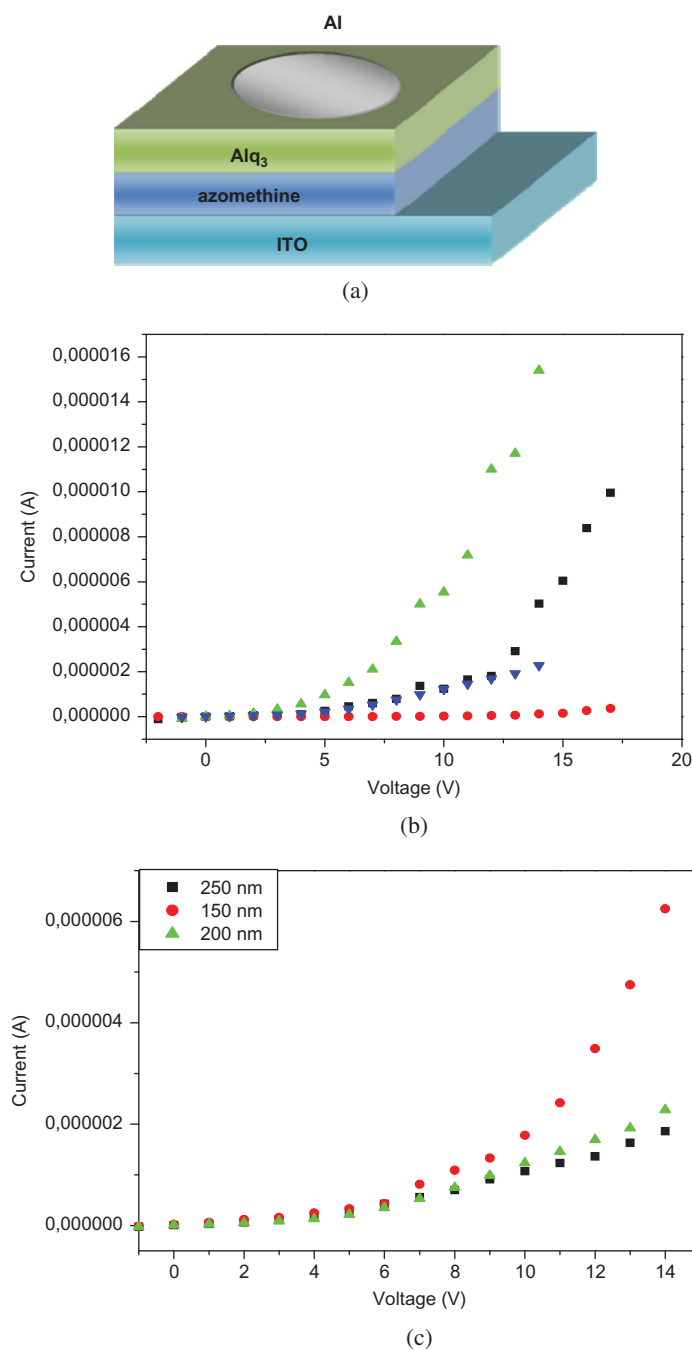 Al
Alq₃
azomethine
ITO
(a)
0,000016
0,000014
0,000012
0,000010
0,000008
0,000006
0,000004
0,000002
0,000000
Current (A)
0 5 10 15 20
Voltage (V)
(b)
250 nm
150 nm
200 nm
0,000006
0,000004
0,000002
0,000000
Current (A)
0 2 4 6 8 10 12 14
Voltage (V)
(c)